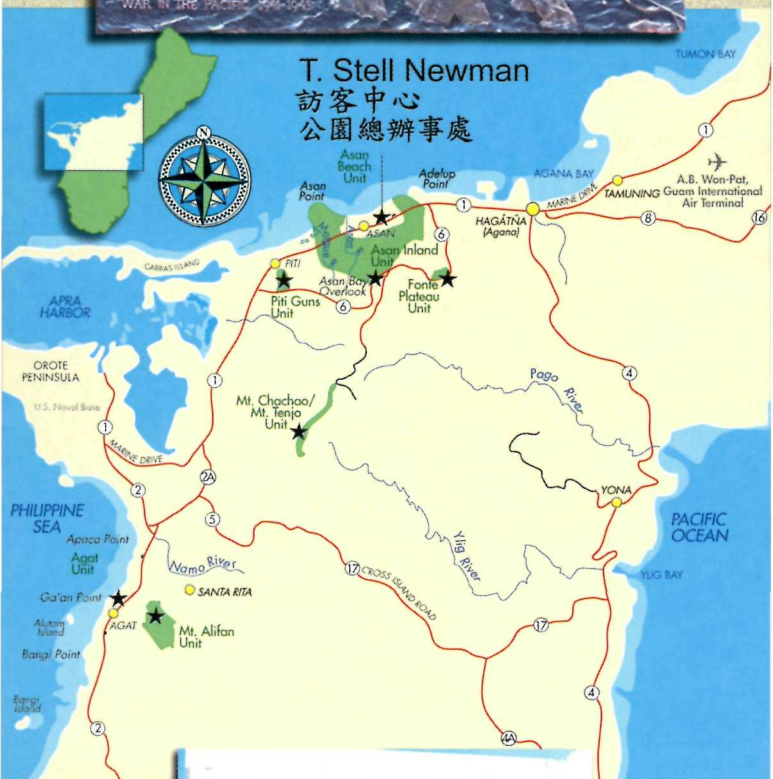 WAR IN THE PACIFIC 1941-1945
TUMON BAY
T. Stell Newman
訪客中心
公園總辦事處
N
1
Asan
Beach
Unit
Asan
Point
Adelup
Point
AGANA BAY
A.B. Won-Pat,
Guam International
Air Terminal
MARINE DRIVE
TAMUNING
1
HAGÅTÑA
(Agana)
8
16
ASAN
6
Asan Inland
Unit
PITI
CABRAS ISLAND
Asan Bay
Overlook
Fonte
Plateau
Unit
Piti Guns
Unit
6
APRA
HARBOR
OROTE
PENINSULA
1
4
Pago River
U.S. Naval Base
Mt. Chachao/
Mt. Tenjo
Unit
1
MARINE DRIVE
2A
2
YONA
PHILIPPINE
SEA
5
PACIFIC
OCEAN
Apaca Point
Agat
Unit
Namo River
Ylig River
17
CROSS ISLAND ROAD
YLIG BAY
SANTA RITA
Ga'an Point
AGAT
Alutom
Island
Mt. Alifan
Unit
17
Bangi Point
Bangi
Island
4
2
4A